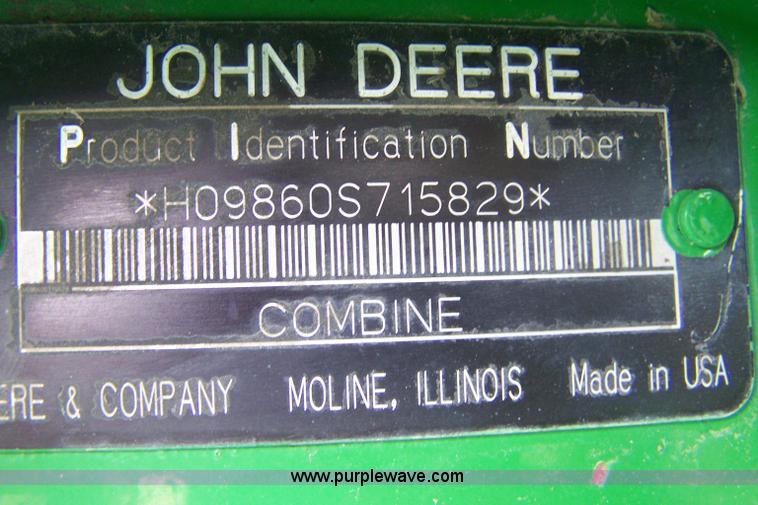 JOHN DEERE
Product Identification Number
*H09860S715829*
COMBINE
ERE & COMPANY MOLINE, ILLINOIS Made in USA
www.purplewave.com